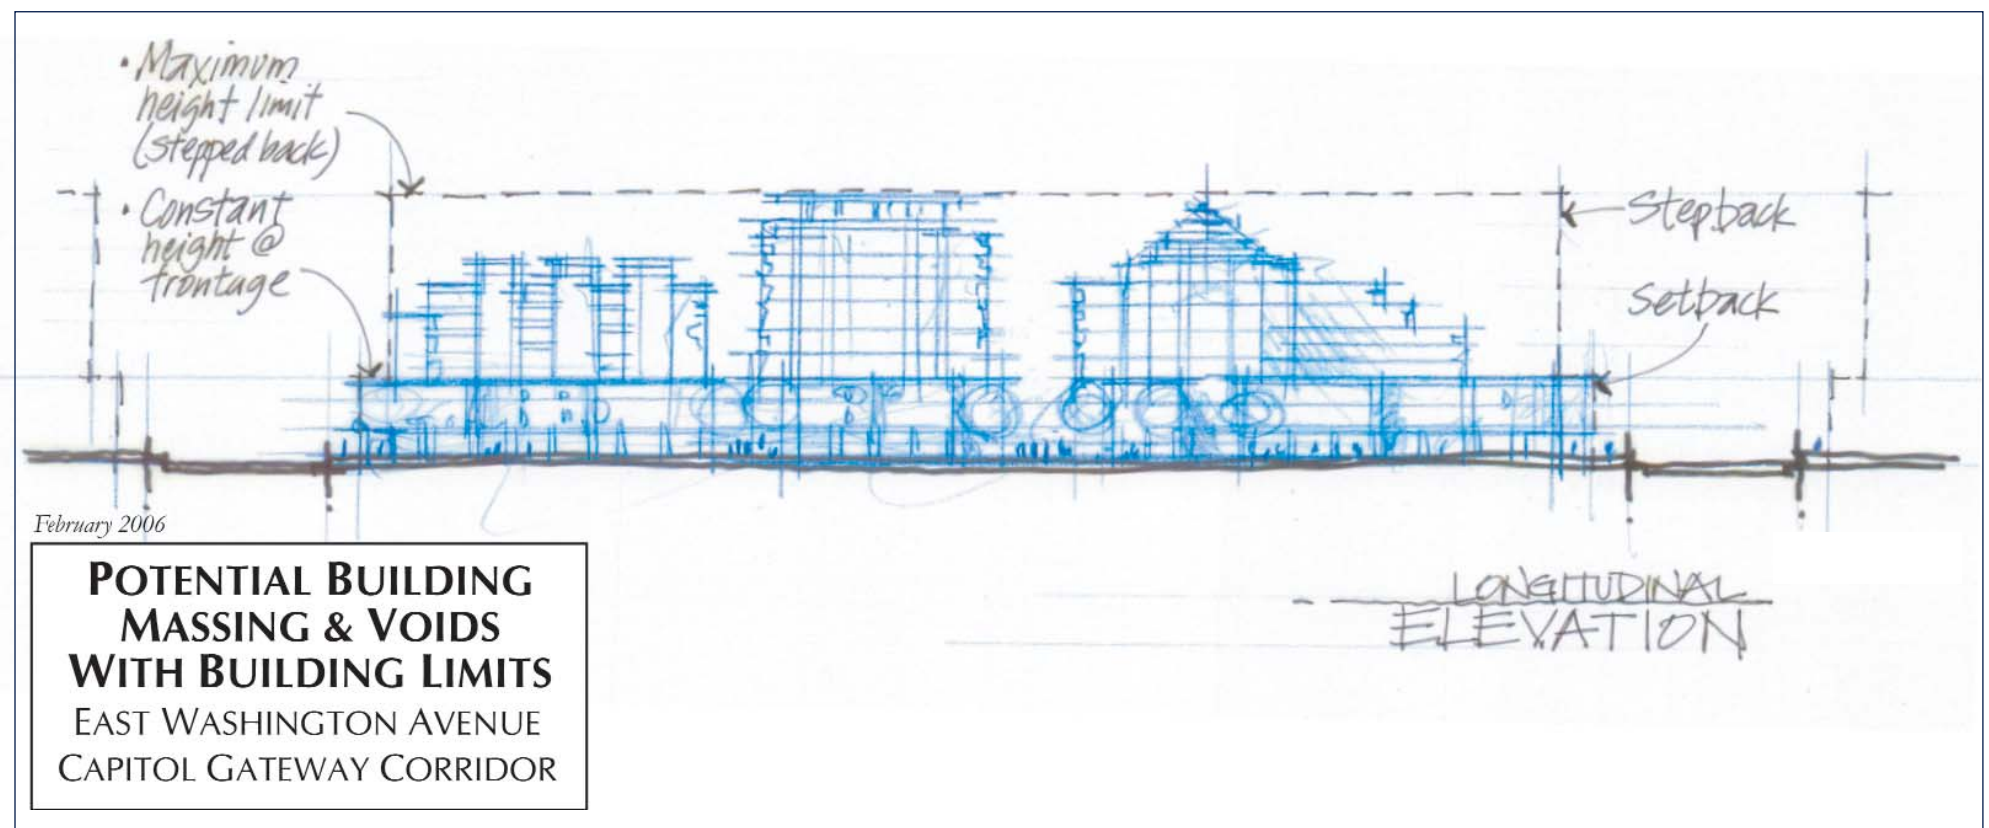 • Maximum
height limit
(stepped back)
• Constant
height @
frontage
Stepback
Setback
February 2006
POTENTIAL BUILDING
MASSING & VOIDS
WITH BUILDING LIMITS
EAST WASHINGTON AVENUE
CAPITOL GATEWAY CORRIDOR
LONGITUDINAL
ELEVATION